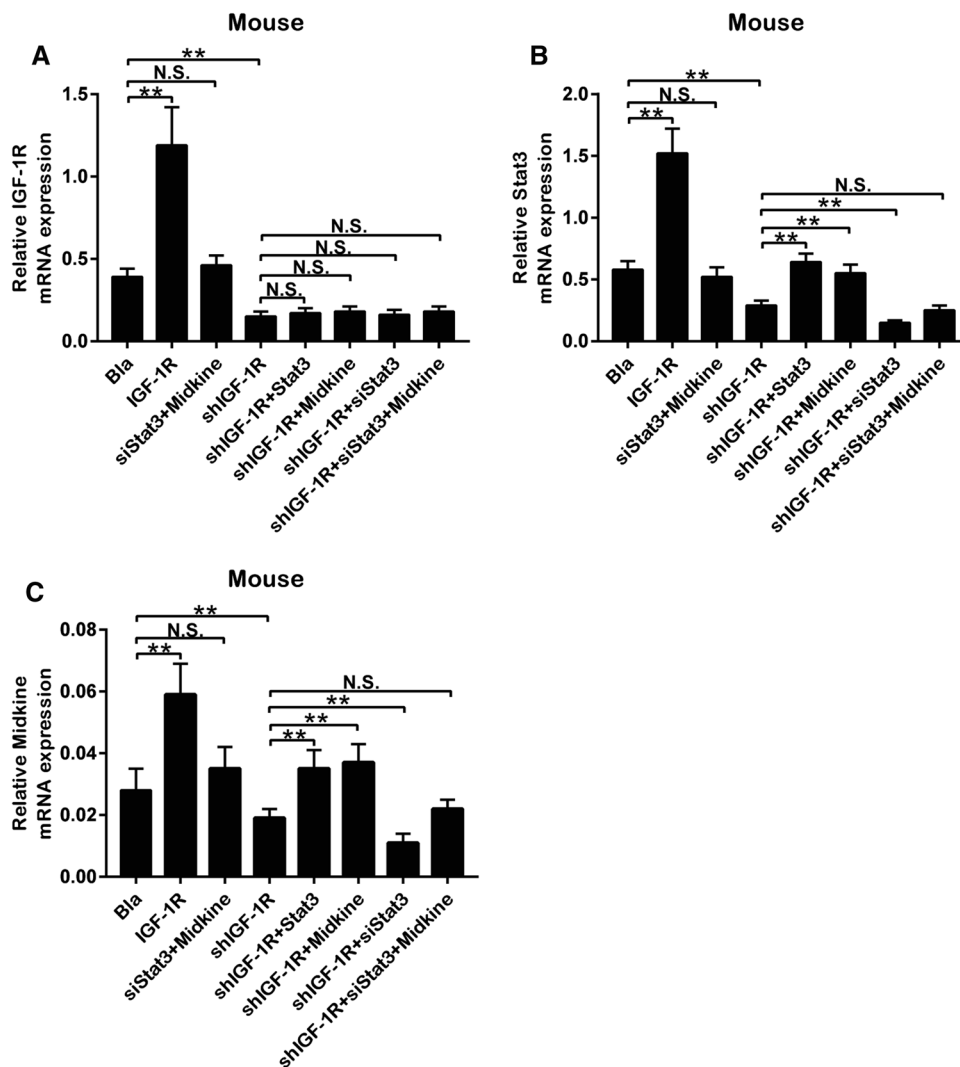 Mouse
A
**
N.S.
**
1.5
1.0
0.5
0.0
Relative IGF-1R
mRNA expression
N.S.
N.S.
N.S.
N.S.
Bla
IGF-1R
siStat3+Midkine
shIGF-1R
shIGF-1R+Stat3
shIGF-1R+Midkine
shIGF-1R+siStat3
shIGF-1R+siStat3+Midkine
Mouse
B
**
N.S.
**
2.0
1.5
1.0
0.5
0.0
Relative Stat3
mRNA expression
N.S.
**
**
**
Bla
IGF-1R
siStat3+Midkine
shIGF-1R
shIGF-1R+Stat3
shIGF-1R+Midkine
shIGF-1R+siStat3
shIGF-1R+siStat3+Midkine
Mouse
C
**
N.S.
**
0.08
0.06
0.04
0.02
0.00
Relative Midkine
mRNA expression
N.S.
**
**
**
Bla
IGF-1R
siStat3+Midkine
shIGF-1R
shIGF-1R+Stat3
shIGF-1R+Midkine
shIGF-1R+siStat3
shIGF-1R+siStat3+Midkine